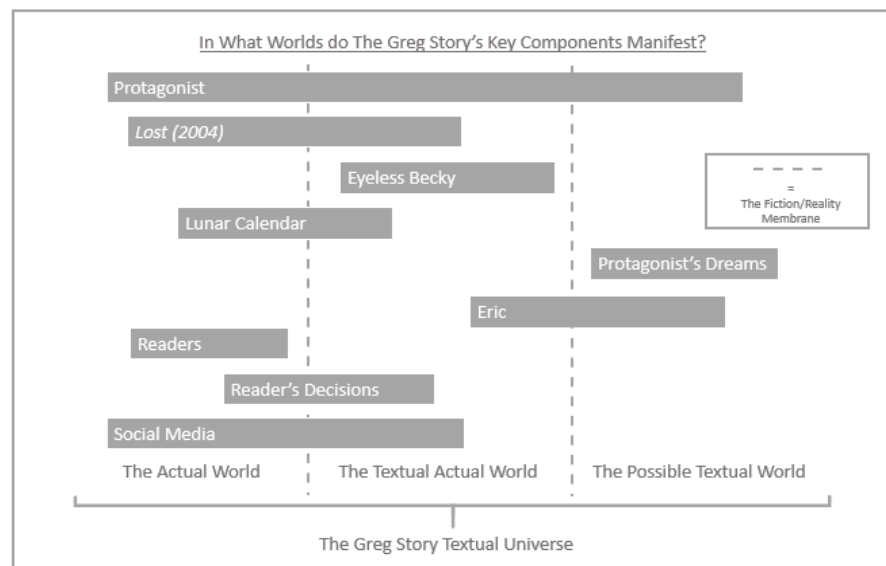 In What Worlds do The Greg Story's Key Components Manifest?
Protagonist
Lost (2004)
Eyeless Becky
Lunar Calendar
=
The Fiction/Reality
Membrane
Protagonist's Dreams
Eric
Readers
Reader's Decisions
Social Media
The Actual World
The Textual Actual World
The Possible Textual World
The Greg Story Textual Universe